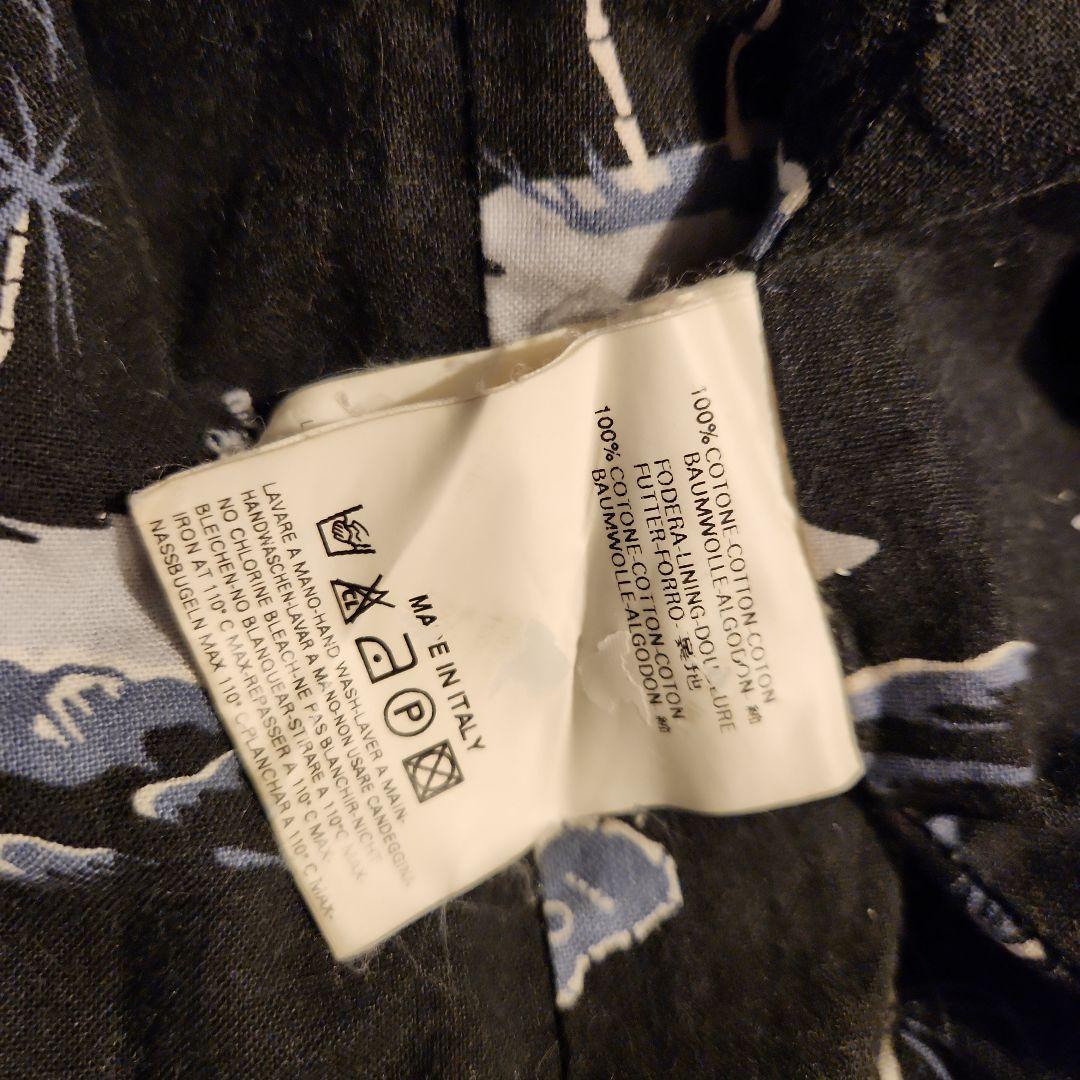 100% COTONE-COTTON-COTON
BAUMWOLLE-ALGODON 綿
FODERA-LINING-DOUBLURE
FUTTER-FORRO-
100% COTONE-COTTON-COTON
BAUMWOLLE-ALGODON 綿
MADE IN ITALY
CL
P
LAVARE A MANO-HAND WASH-LAVER A MAIN-
HANDWASCHEN-LAVAR A MANO-NON USARE CANDEGGINA
NO CHLORINE BLEACH-NE PAS BLANCHIR-NICHT
BLEICHEN-NO BLANQUEAR-STIRARE A 110°C MAX-
IRON AT 110°C MAX-REPASSER A 110°C MAX-
NASSBUGELN MAX 110°C-PLANCHAR A 110°C MAX-